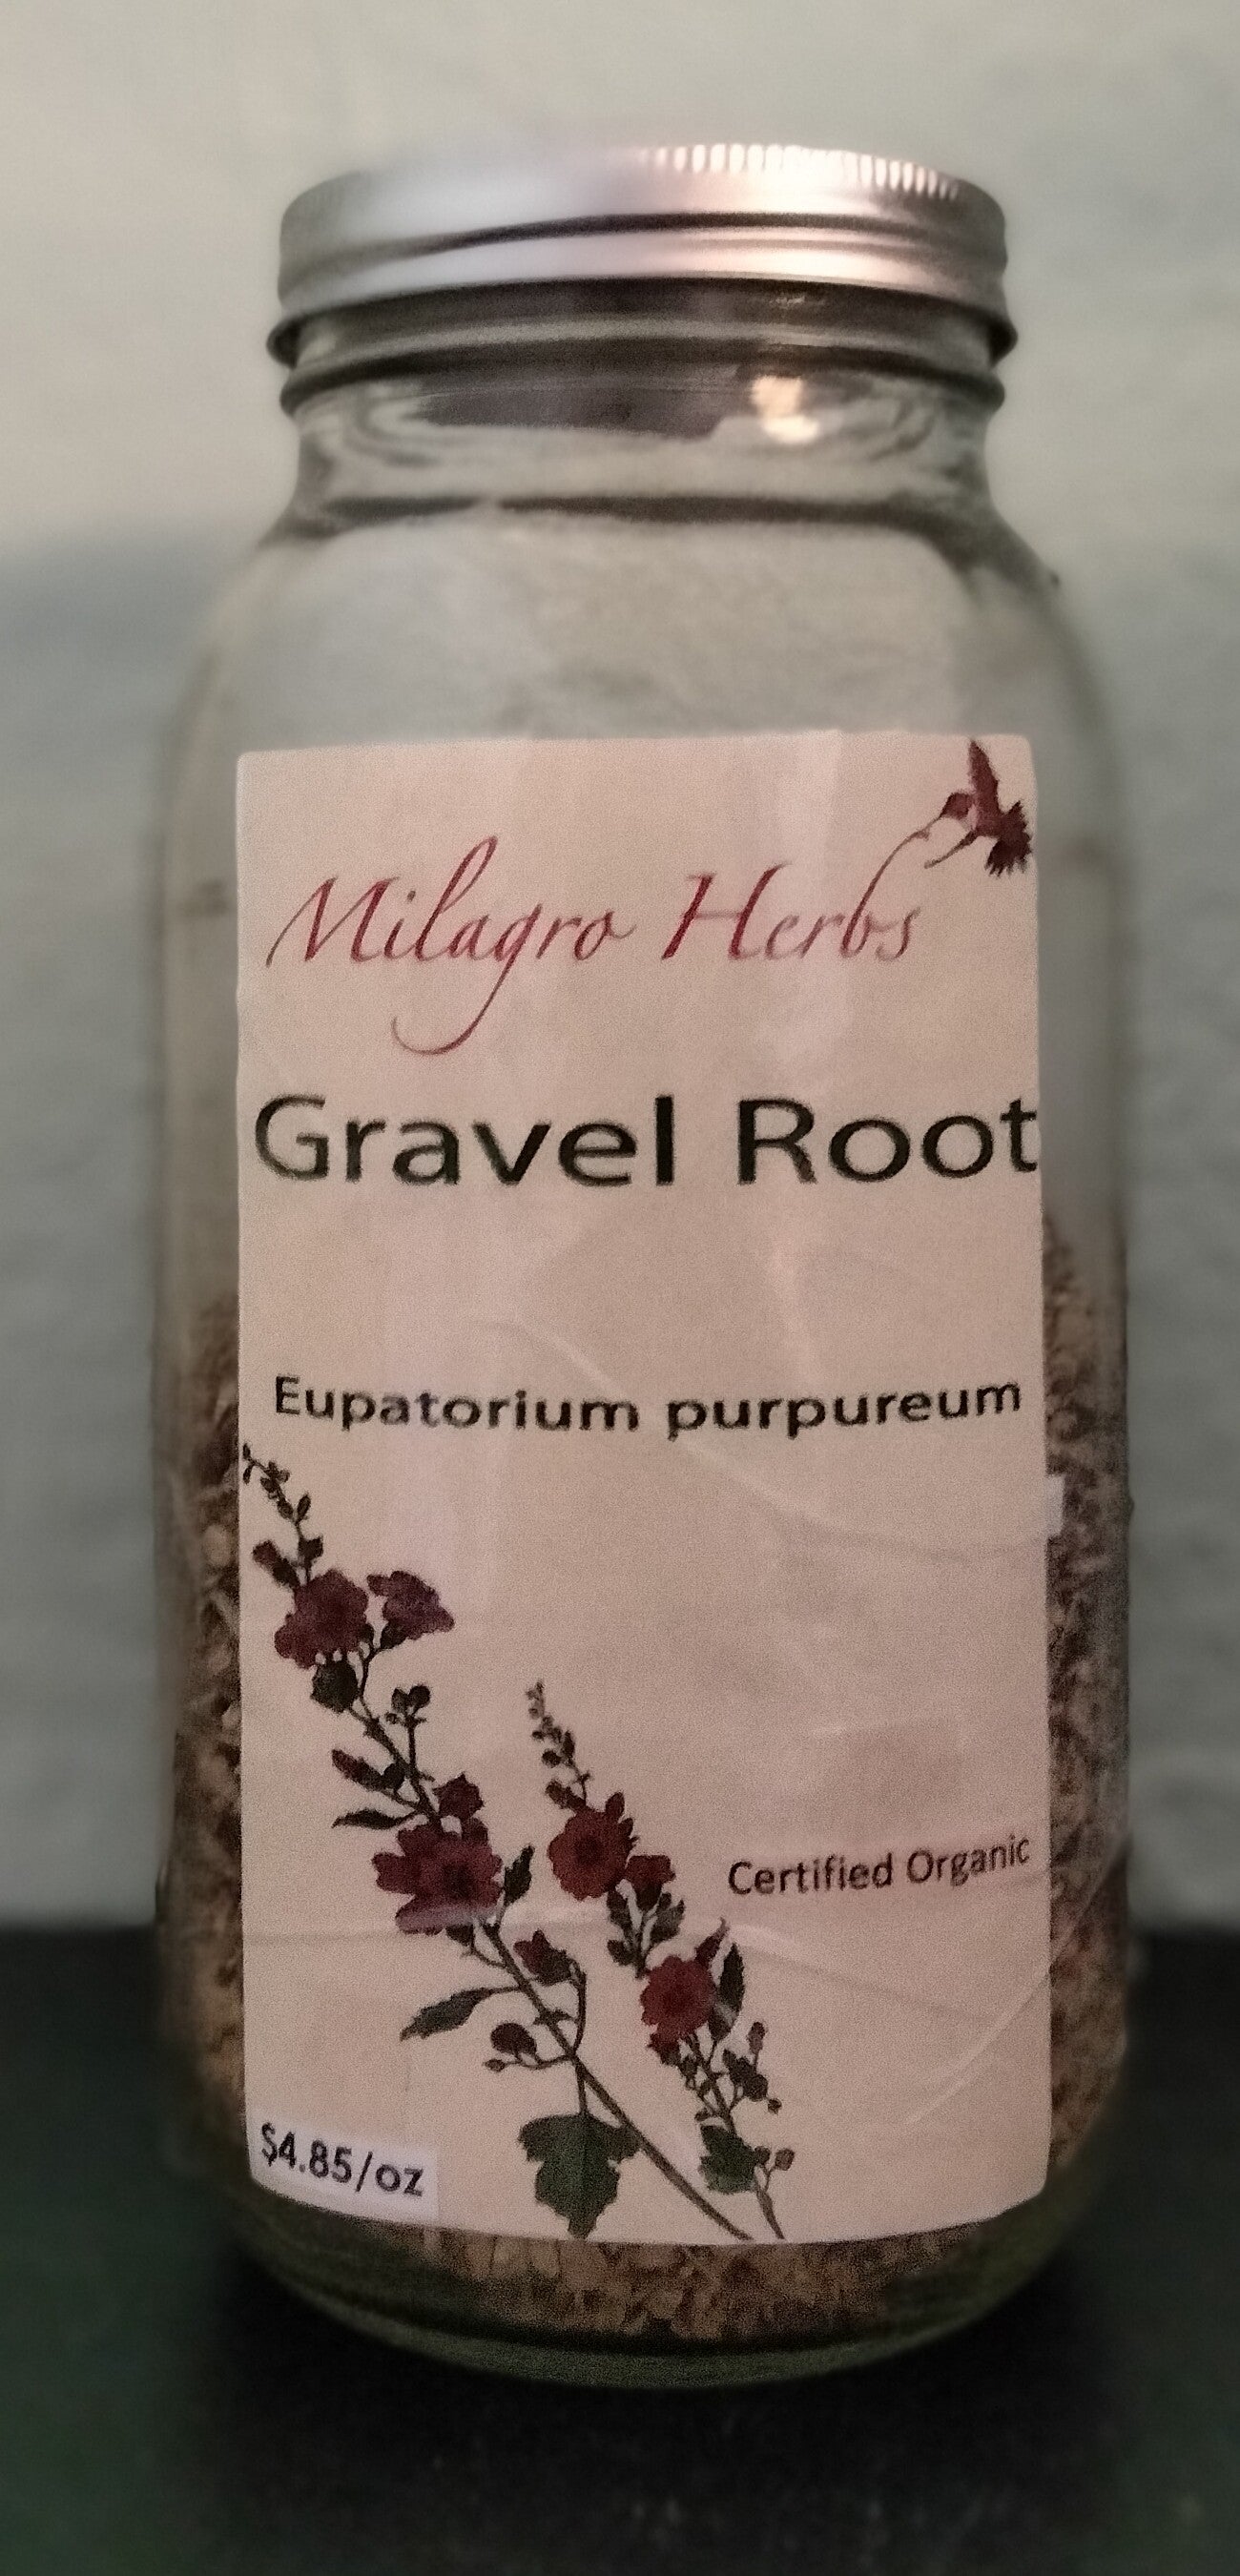 Milagro Herbs
Gravel Root
Eupatorium purpureum
Certified Organic
$4.85/oz